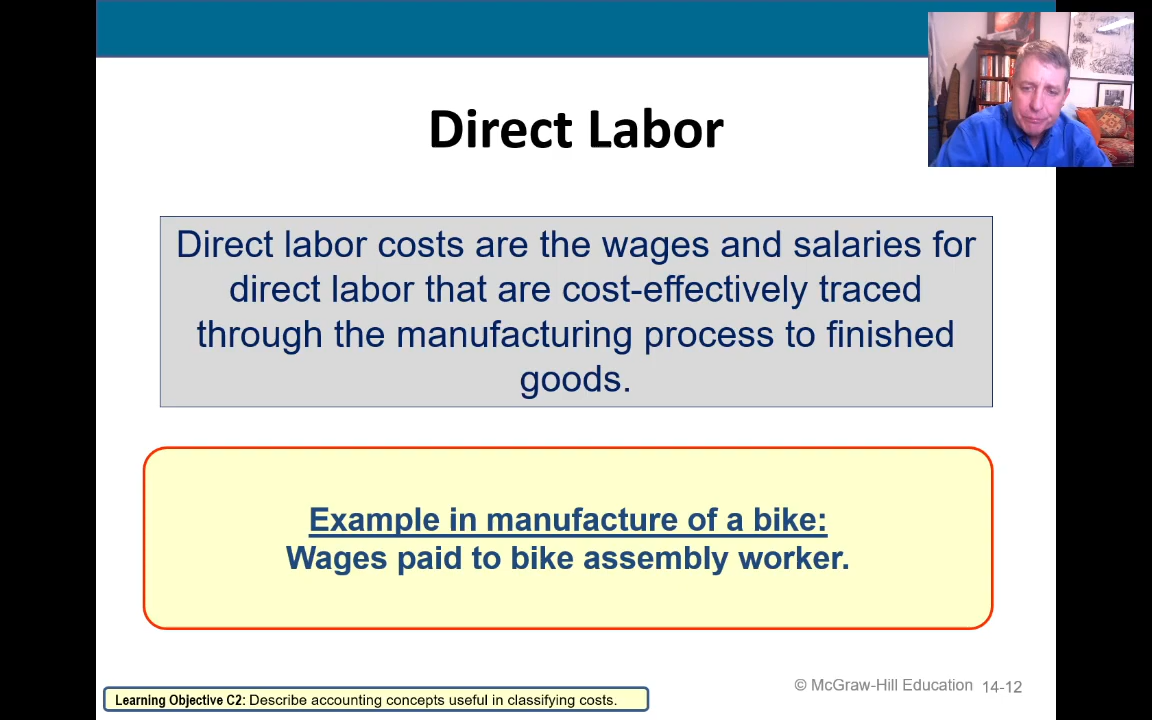 Direct Labor
Direct labor costs are the wages and salaries for
direct labor that are cost-effectively traced
through the manufacturing process to finished
goods.
Example in manufacture of a bike:
Wages paid to bike assembly worker.
Learning Objective C2: Describe accounting concepts useful in classifying costs.
© McGraw-Hill Education 14-12